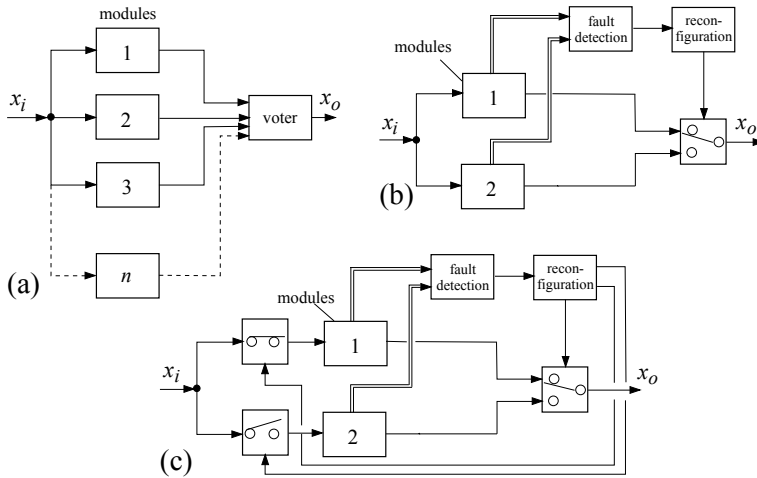 modules
1
x_i
2
voter
x_o
3
n
(a)
modules
fault
detection
recon-
figuration
1
x_i
x_o
2
(b)
modules
fault
detection
recon-
figuration
1
x_i
x_o
2
(c)